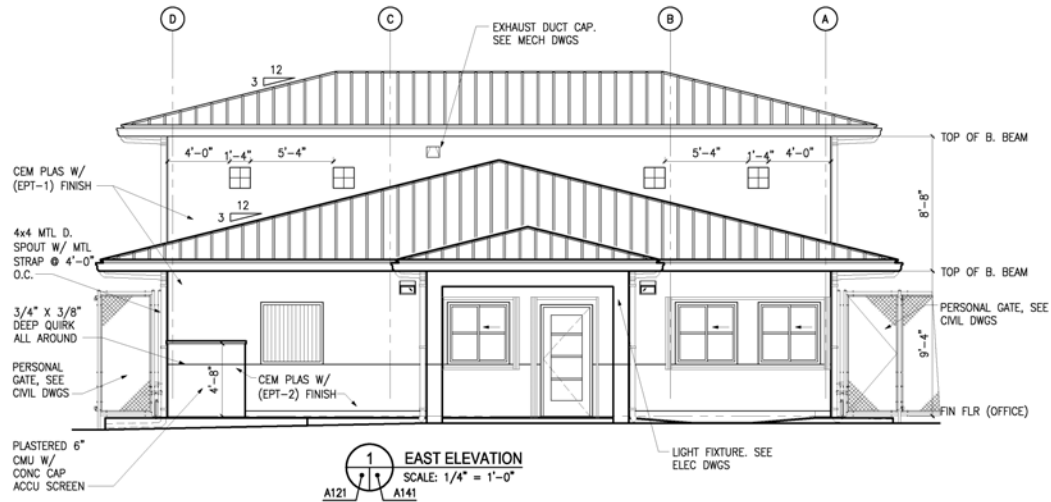 D
C
B
A
EXHAUST DUCT CAP.
SEE MECH DWGS
12
3
TOP OF B. BEAM
4'-0"
1'-4"
5'-4"
5'-4"
1'-4"
4'-0"
CEM PLAS W/
(EPT-1) FINISH
8'-8"
12
3
4x4 MTL D.
SPOUT W/ MTL
STRAP @ 4'-0"
O.C.
TOP OF B. BEAM
3/4" X 3/8"
DEEP QUIRK
ALL AROUND
PERSONAL GATE, SEE
CIVIL DWGS
9'-4"
PERSONAL
GATE, SEE
CIVIL DWGS
4'-8"
CEM PLAS W/
(EPT-2) FINISH
FIN FLR (OFFICE)
PLASTERED 6"
CMU W/
CONC CAP
ACCU SCREEN
LIGHT FIXTURE. SEE
ELEC DWGS
1
EAST ELEVATION
SCALE: 1/4" = 1'-0"
A121
A141